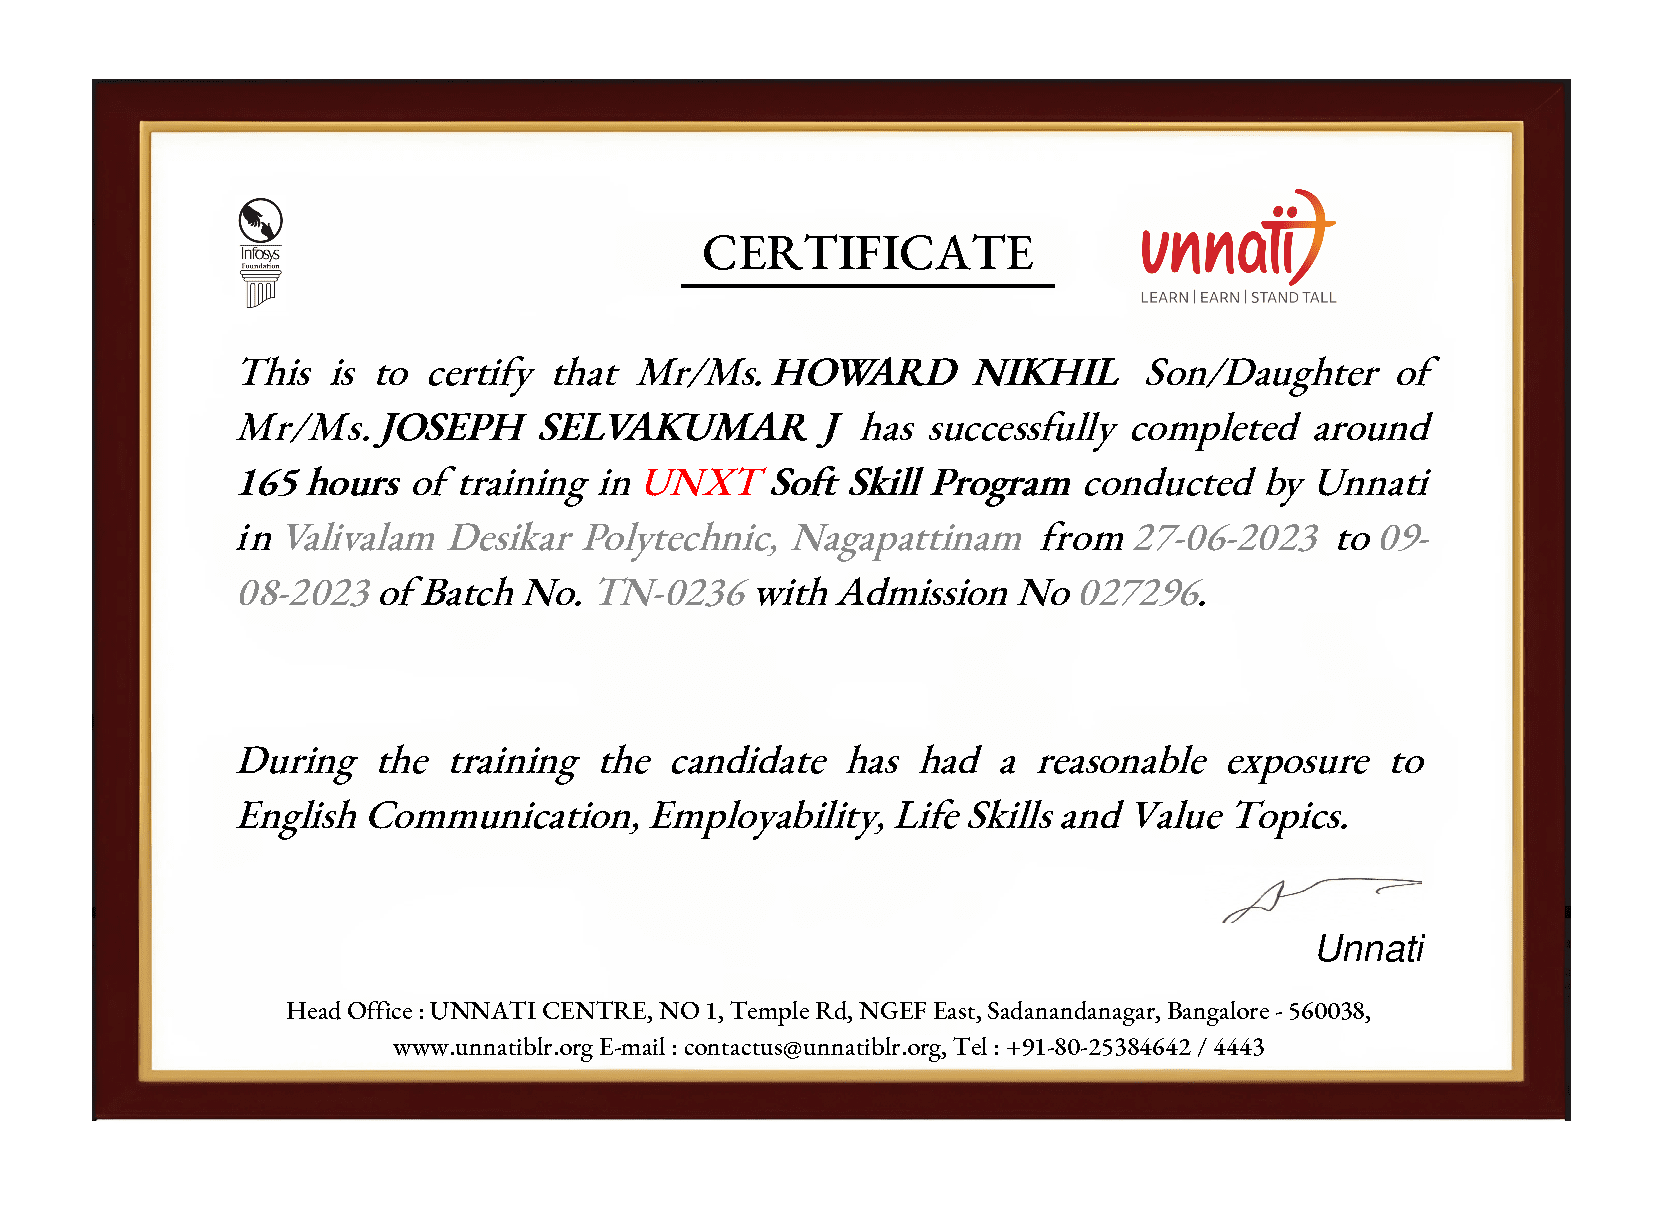 Infosys
Foundation
CERTIFICATE
unnati
LEARN | EARN | STAND TALL
This is to certify that Mr/Ms. HOWARD NIKHIL Son/Daughter of
Mr/Ms. JOSEPH SELVAKUMAR J has successfully completed around
165 hours of training in UNXT Soft Skill Program conducted by Unnati
in Valivalam Desikar Polytechnic, Nagapattinam from 27-06-2023 to 09-
08-2023 of Batch No. TN-0236 with Admission No 027296.
During the training the candidate has had a reasonable exposure to
English Communication, Employability, Life Skills and Value Topics.
Unnati
Head Office : UNNATI CENTRE, NO 1, Temple Rd, NGEF East, Sadanandanagar, Bangalore - 560038,
www.unnatiblr.org E-mail : contactus@unnatiblr.org, Tel : +91-80-25384642 / 4443